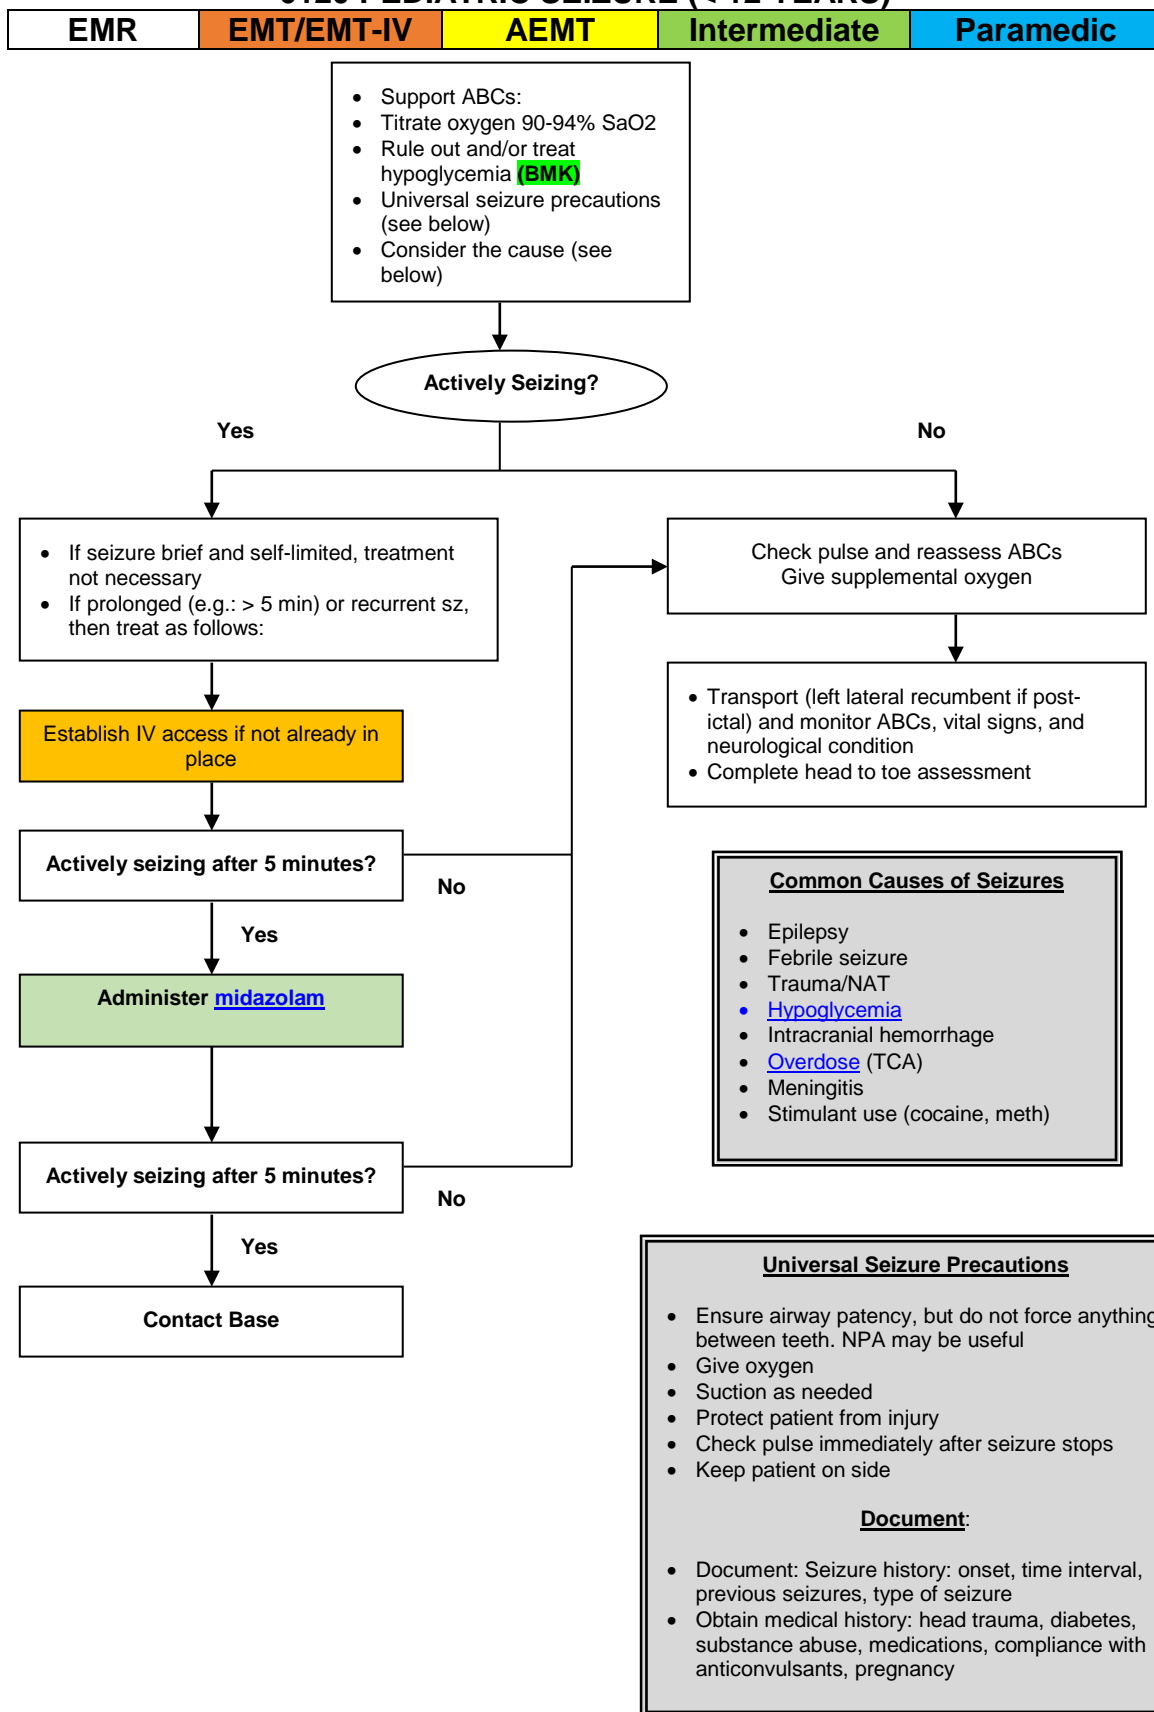 PEDIATRIC SEIZURE (< 12 YEARS)
EMR EMT/EMT-IV AEMT Intermediate Paramedic
• Support ABCs:
• Titrate oxygen 90-94% SaO2
• Rule out and/or treat
hypoglycemia (BMK)
• Universal seizure precautions
(see below)
• Consider the cause (see
below)
Actively Seizing?
Yes
No
• If seizure brief and self-limited, treatment
not necessary
• If prolonged (e.g.: > 5 min) or recurrent sz,
then treat as follows:
Establish IV access if not already in
place
Actively seizing after 5 minutes?
No
Yes
Administer midazolam
Actively seizing after 5 minutes?
No
Yes
Contact Base
Check pulse and reassess ABCs
Give supplemental oxygen
• Transport (left lateral recumbent if post-
ictal) and monitor ABCs, vital signs, and
neurological condition
• Complete head to toe assessment
Common Causes of Seizures
• Epilepsy
• Febrile seizure
• Trauma/NAT
• Hypoglycemia
• Intracranial hemorrhage
• Overdose (TCA)
• Meningitis
• Stimulant use (cocaine, meth)
Universal Seizure Precautions
• Ensure airway patency, but do not force anything
between teeth. NPA may be useful
• Give oxygen
• Suction as needed
• Protect patient from injury
• Check pulse immediately after seizure stops
• Keep patient on side
Document:
• Document: Seizure history: onset, time interval,
previous seizures, type of seizure
• Obtain medical history: head trauma, diabetes,
substance abuse, medications, compliance with
anticonvulsants, pregnancy